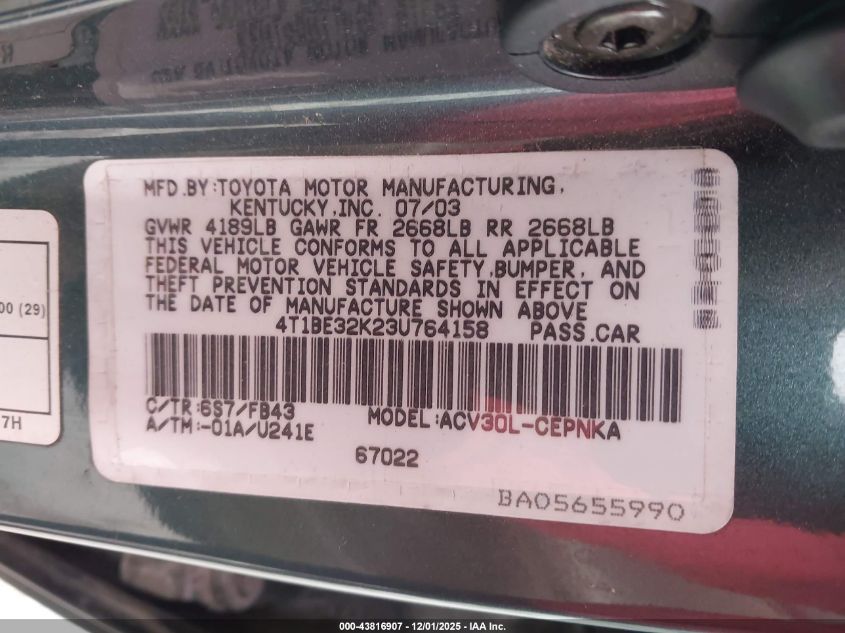 MFD.BY:TOYOTA MOTOR MANUFACTURING,
KENTUCKY,INC. 07/03
GVWR 4189LB GAWR FR 2668LB RR 2668LB
THIS VEHICLE CONFORMS TO ALL APPLICABLE
FEDERAL MOTOR VEHICLE SAFETY,BUMPER, AND
THEFT PREVENTION STANDARDS IN EFFECT ON
THE DATE OF MANUFACTURE SHOWN ABOVE
4T1BE32K23U764158 PASS.CAR
C/TR:6S7/FB43 MODEL:ACV30L-CEPNKA
A/TM:-01A/U241E
67022
BA05655990
00 (29)
7H
000-43816907 - 12/01/2025 - IAA Inc.